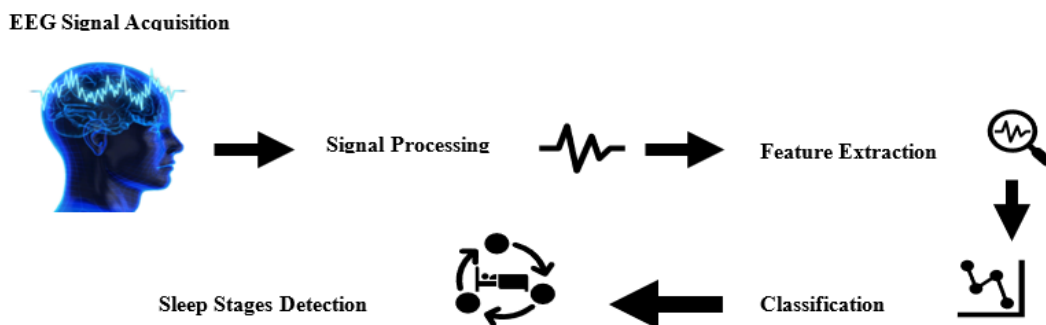 EEG Signal Acquisition
Signal Processing
Feature Extraction
Classification
Sleep Stages Detection